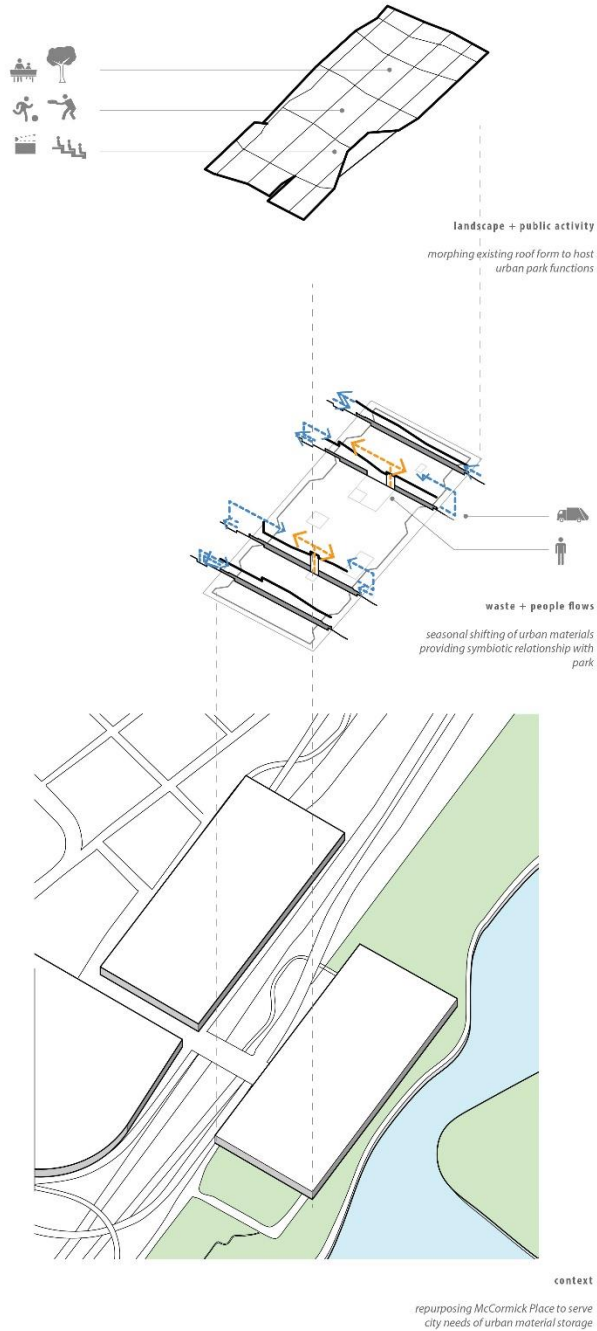 landscape + public activity
morphing existing roof form to host
urban park functions
waste + people flows
seasonal shifting of urban materials
providing symbiotic relationship with
park
context
repurposing McCormick Place to serve
city needs of urban material storage